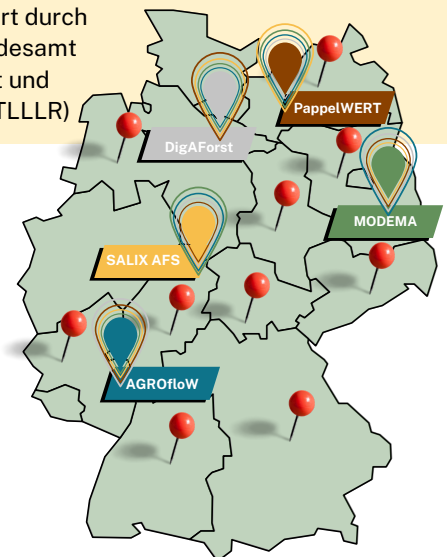 rt durch
desamt
t und
TLLLR)
PappelWERT
DigAForst
MODEMA
SALIX AFS
AGROfloW